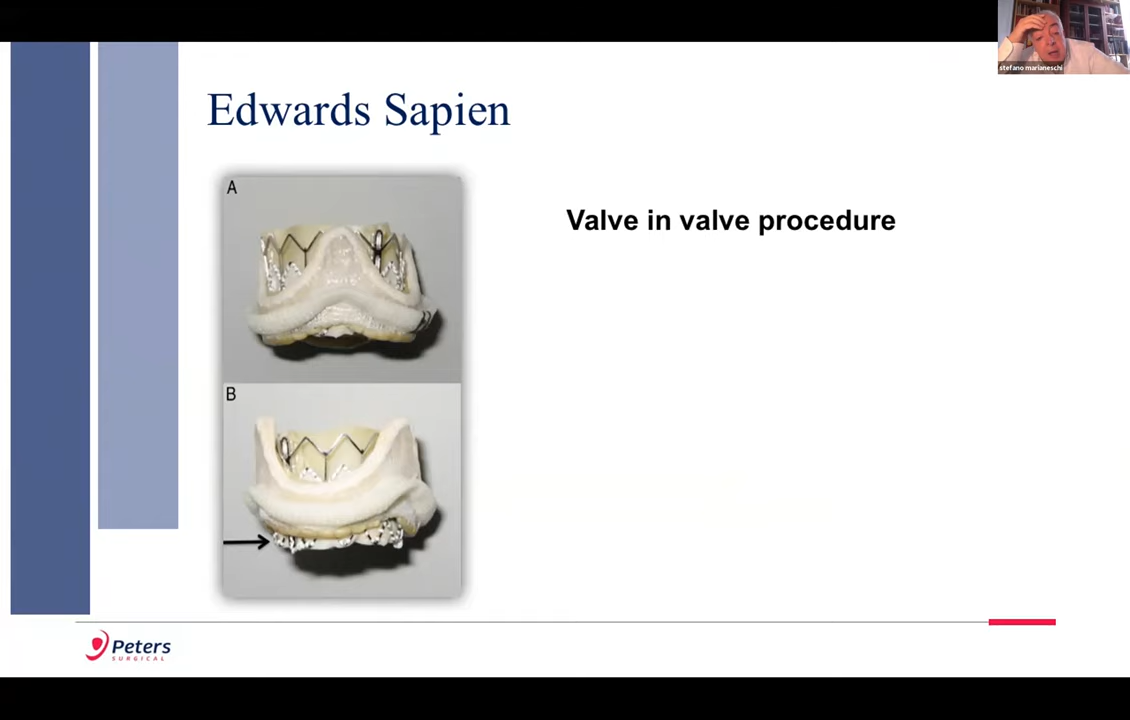 stefano marianeschi
Edwards Sapien
A
Valve in valve procedure
B
Peters
SURGICAL